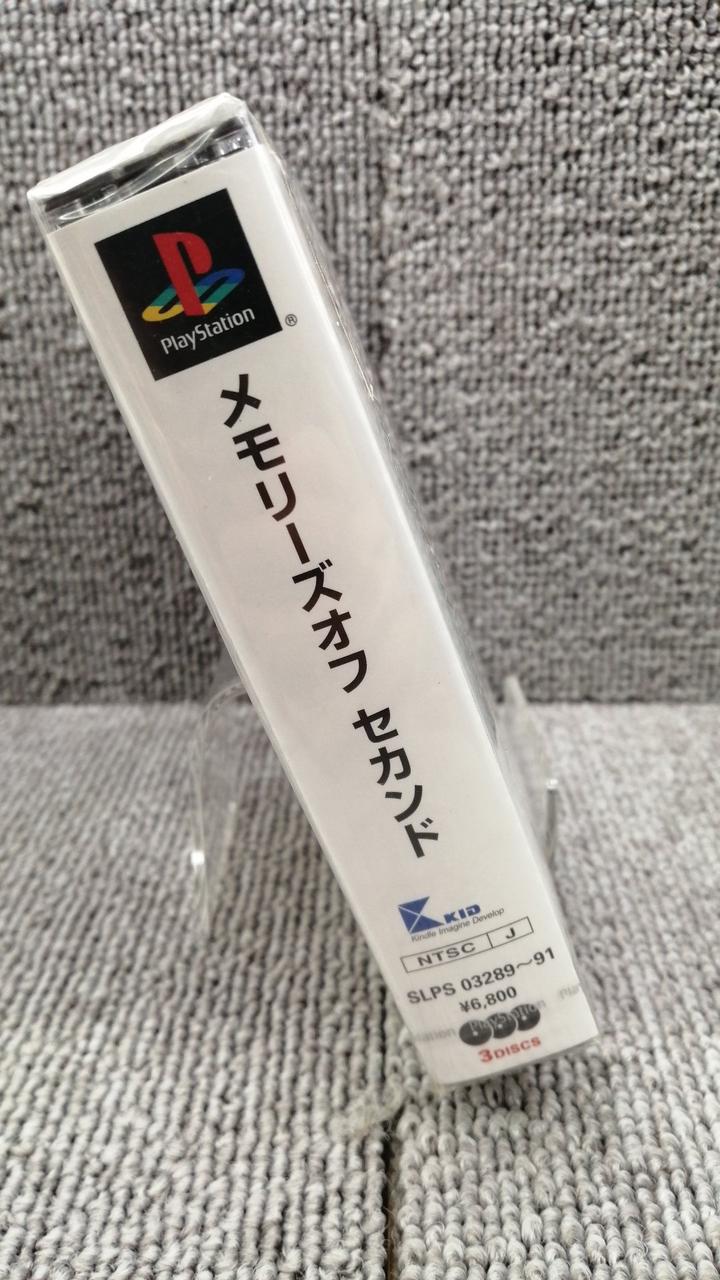 PlayStation
®
メモリーズオフ セカンド
KID
Kindle Imagine Develop
NTSC J
SLPS 03289～91
¥6,800
PlayStation
3DISCS